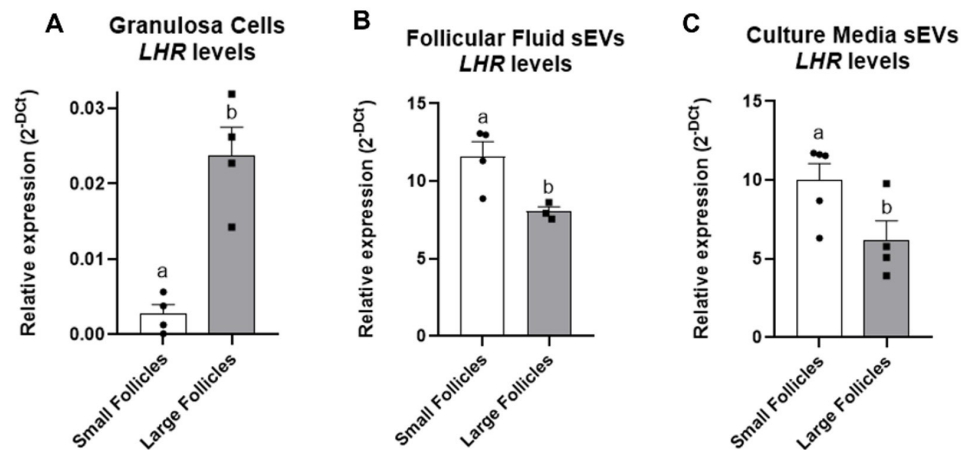 A
Granulosa Cells
LHR levels
Relative expression (2^-DCt)
0.03
0.02
0.01
0.00
a
b
Small Follicles
Large Follicles
B
Follicular Fluid sEVs
LHR levels
Relative expression (2^-DCt)
15
10
5
0
a
b
Small Follicles
Large Follicles
C
Culture Media sEVs
LHR levels
Relative expression (2^-DCt)
15
10
5
0
a
b
Small Follicles
Large Follicles